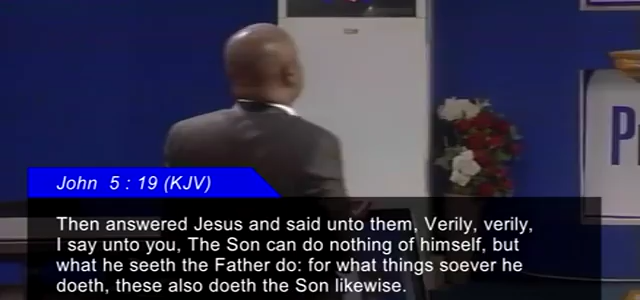 John 5 : 19 (KJV)
Then answered Jesus and said unto them, Verily, verily,
I say unto you, The Son can do nothing of himself, but
what he seeth the Father do: for what things soever he
doeth, these also doeth the Son likewise.